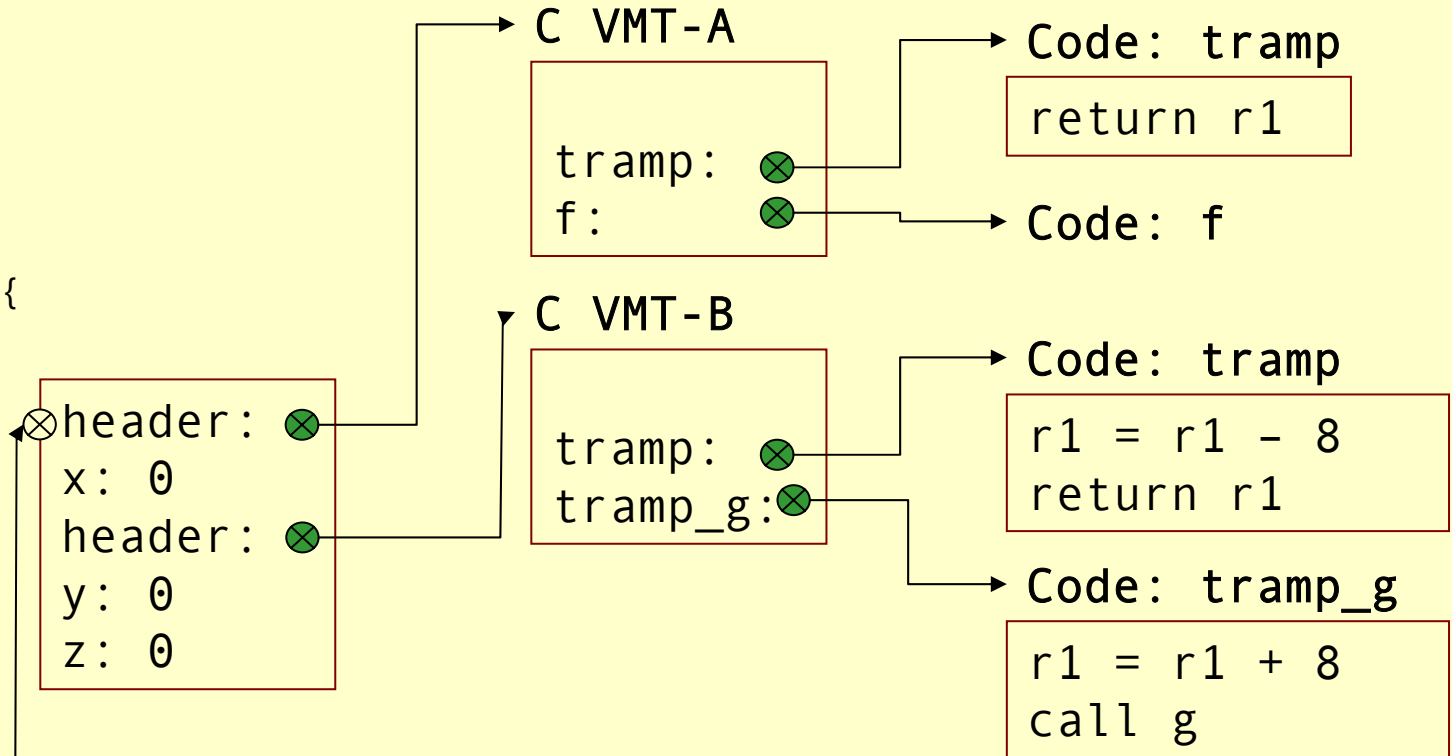 {
header:
x: 0
header:
y: 0
z: 0
C VMT-A
tramp:
f:
C VMT-B
tramp:
tramp_g:
Code: tramp
return r1
Code: f
Code: tramp
r1 = r1 – 8
return r1
Code: tramp_g
r1 = r1 + 8
call g